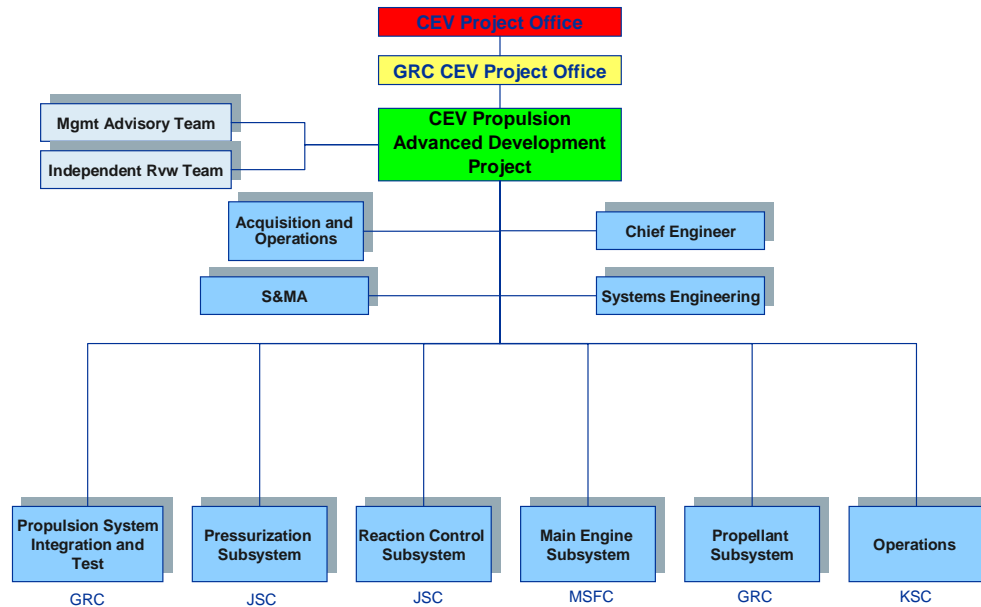 CEV Project Office
GRC CEV Project Office
CEV Propulsion
Advanced Development
Project
Mgmt Advisory Team
Independent Rvw Team
Acquisition and
Operations
Chief Engineer
S&MA
Systems Engineering
Propulsion System
Integration and
Test
Pressurization
Subsystem
Reaction Control
Subsystem
Main Engine
Subsystem
Propellant
Subsystem
Operations
GRC
JSC
JSC
MSFC
GRC
KSC